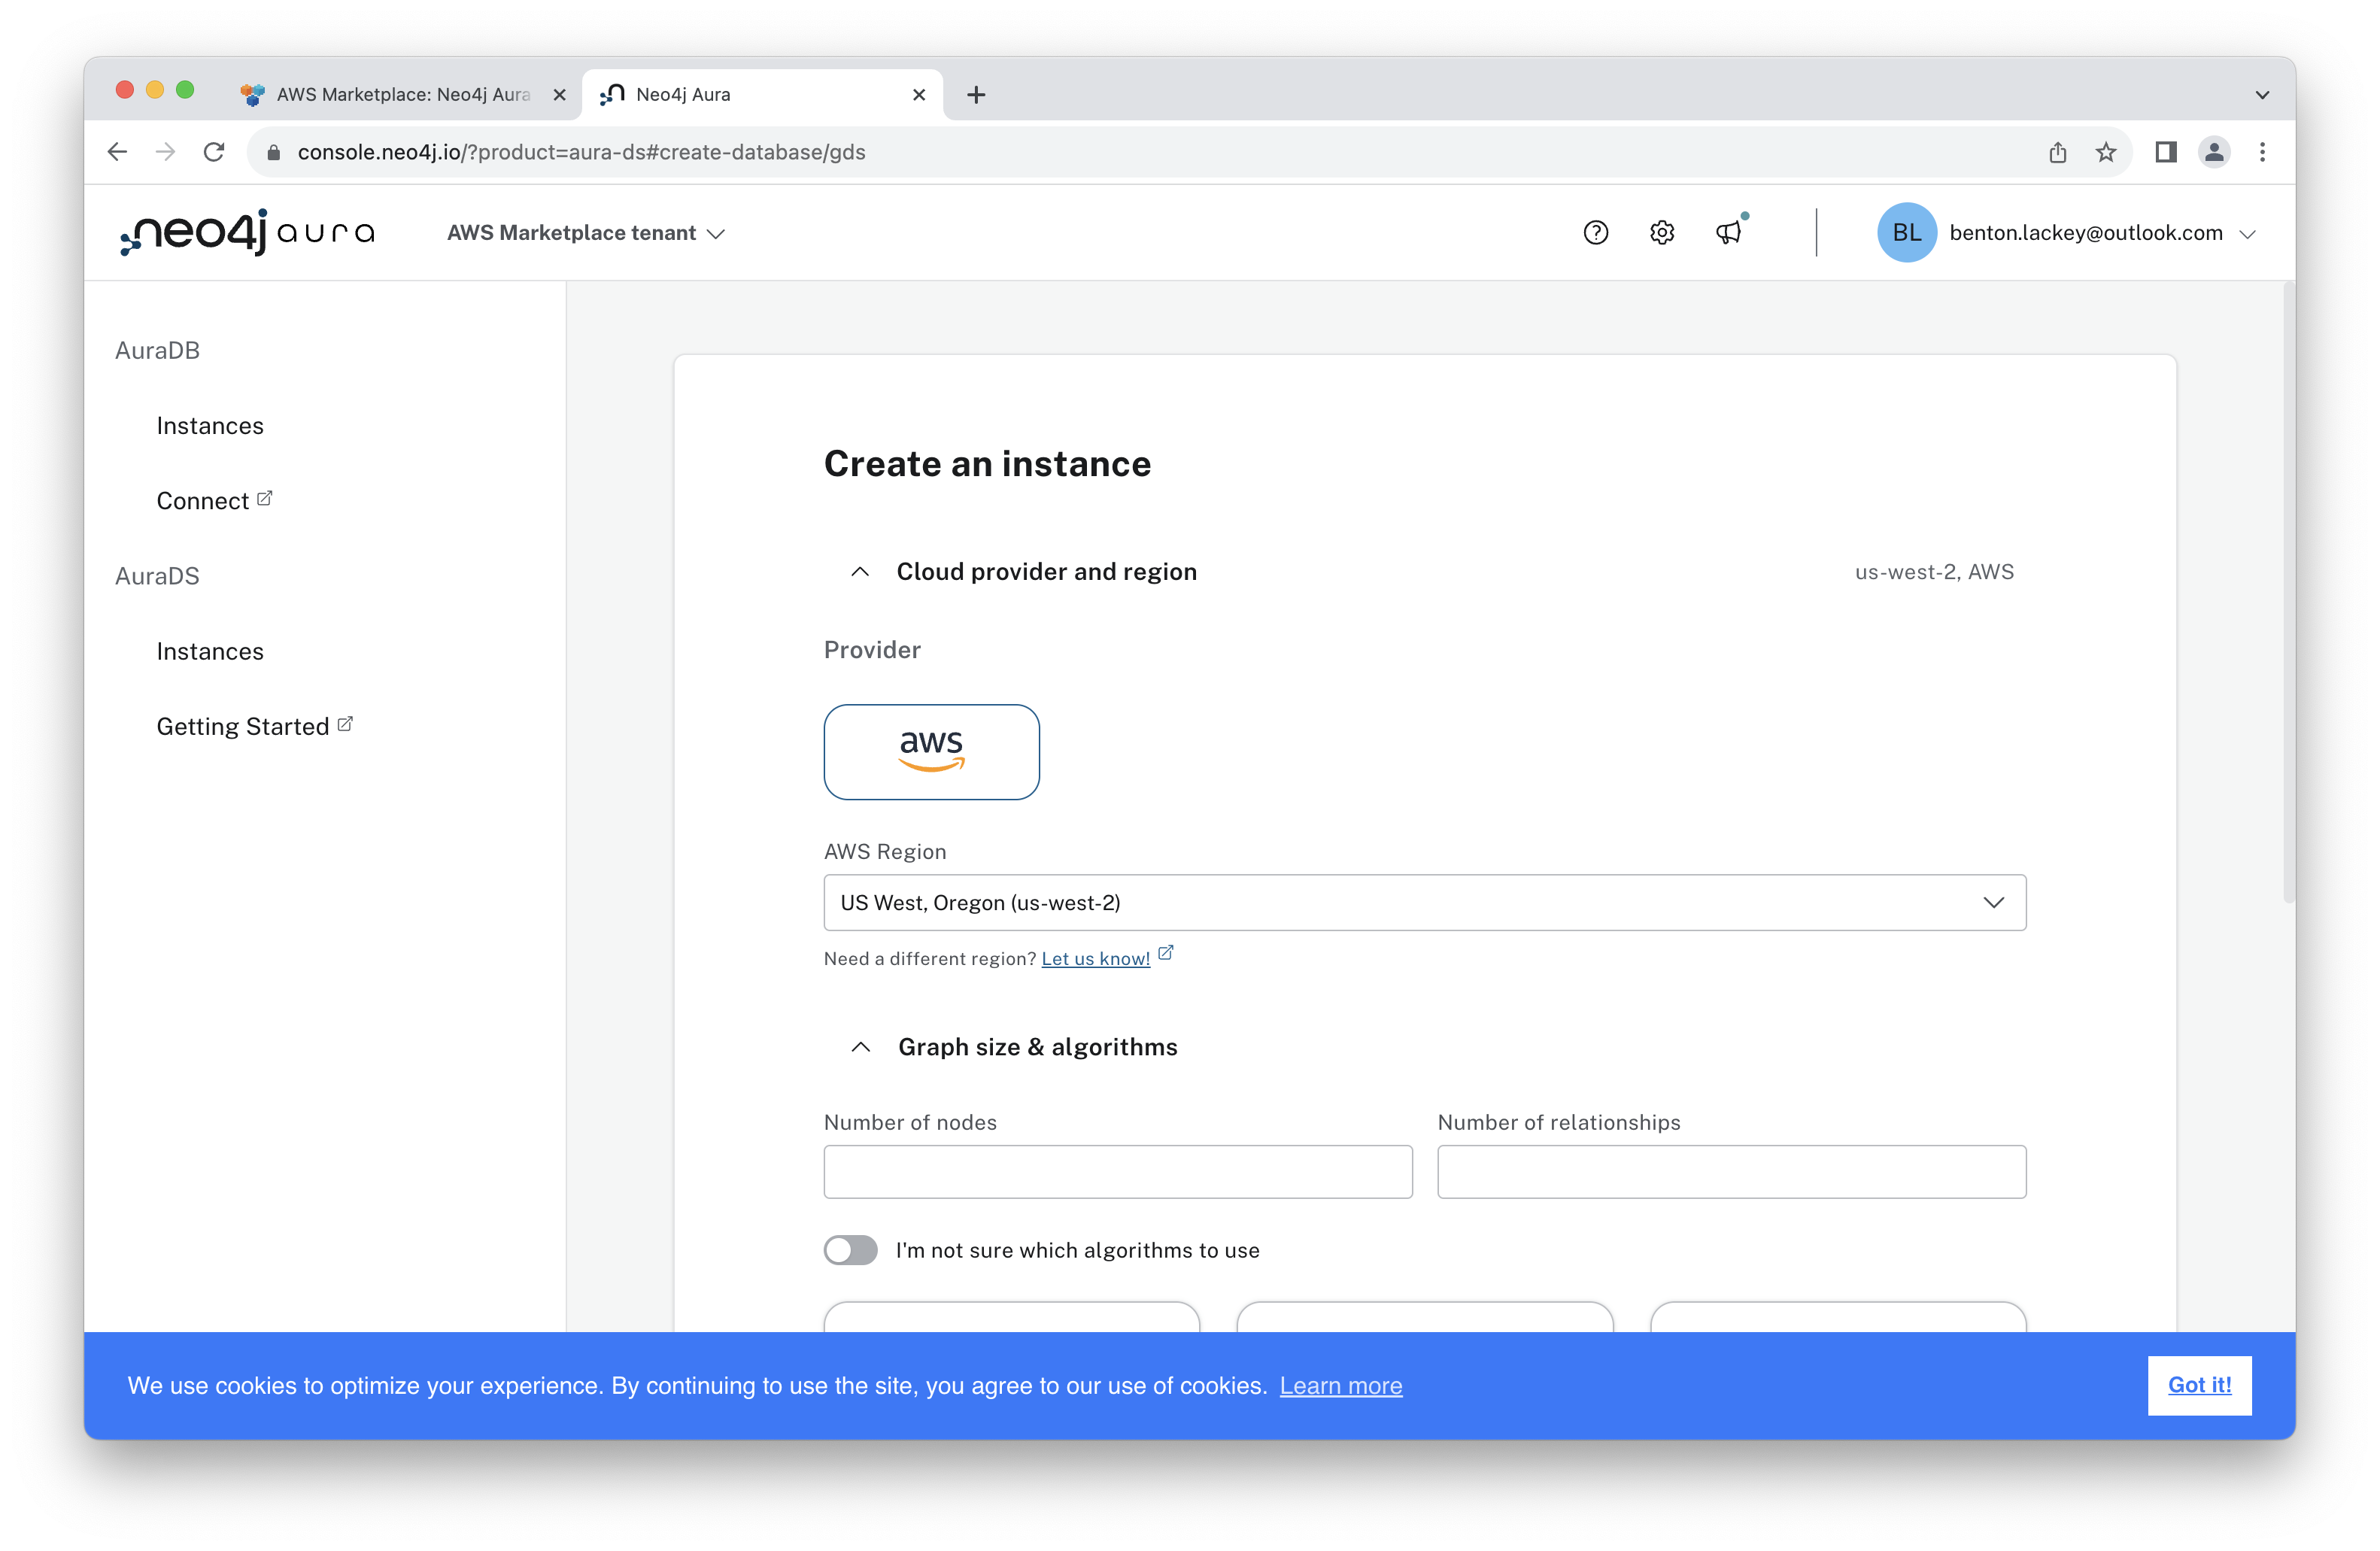 AWS Marketplace: Neo4j Aura
Neo4j Aura
console.neo4j.io/?product=aura-ds#create-database/gds
neo4j aura
AWS Marketplace tenant
BL
benton.lackey@outlook.com
AuraDB
Instances
Connect
AuraDS
Instances
Getting Started
Create an instance
Cloud provider and region
us-west-2, AWS
Provider
aws
AWS Region
US West, Oregon (us-west-2)
Need a different region? Let us know!
Graph size & algorithms
Number of nodes
Number of relationships
I'm not sure which algorithms to use
We use cookies to optimize your experience. By continuing to use the site, you agree to our use of cookies. Learn more
Got it!